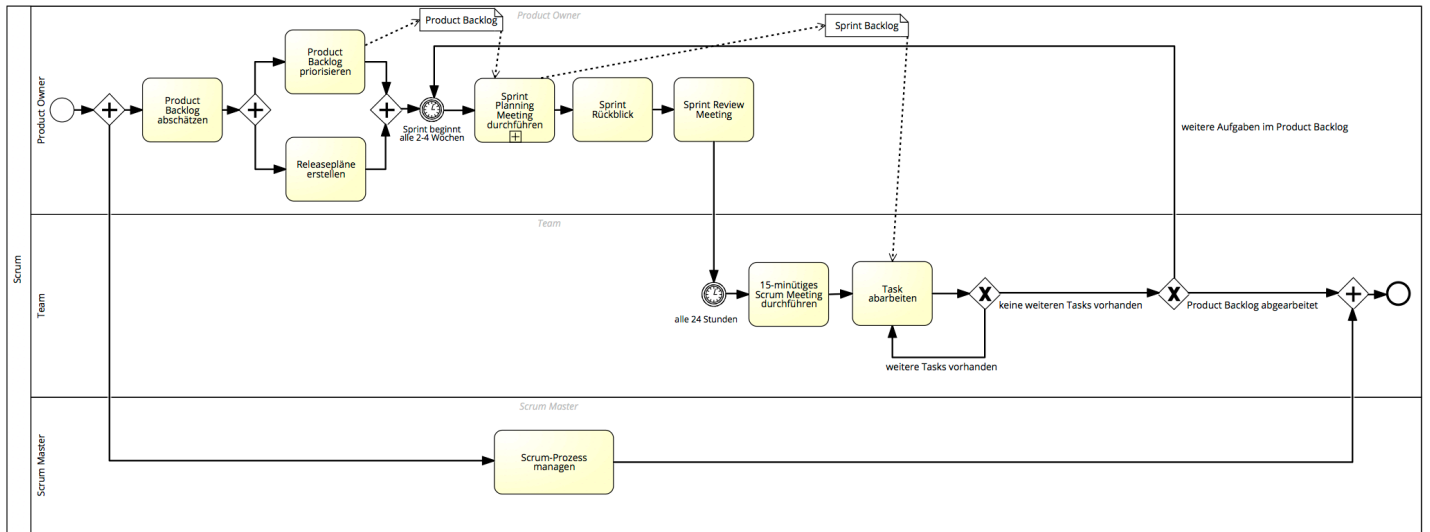 Scrum
Product Owner
Product Owner
Product Backlog
Sprint Backlog
Product
Backlog
priorisieren
Product
Backlog
abschätzen
Releasepläne
erstellen
Sprint beginnt
alle 2-4 Wochen
Sprint
Planning
Meeting
durchführen
Sprint
Rückblick
Sprint Review
Meeting
weitere Aufgaben im Product Backlog
Team
Team
alle 24 Stunden
15-minütiges
Scrum Meeting
durchführen
Task
abarbeiten
keine weiteren Tasks vorhanden
weitere Tasks vorhanden
Product Backlog abgearbeitet
Scrum Master
Scrum Master
Scrum-Prozess
managen